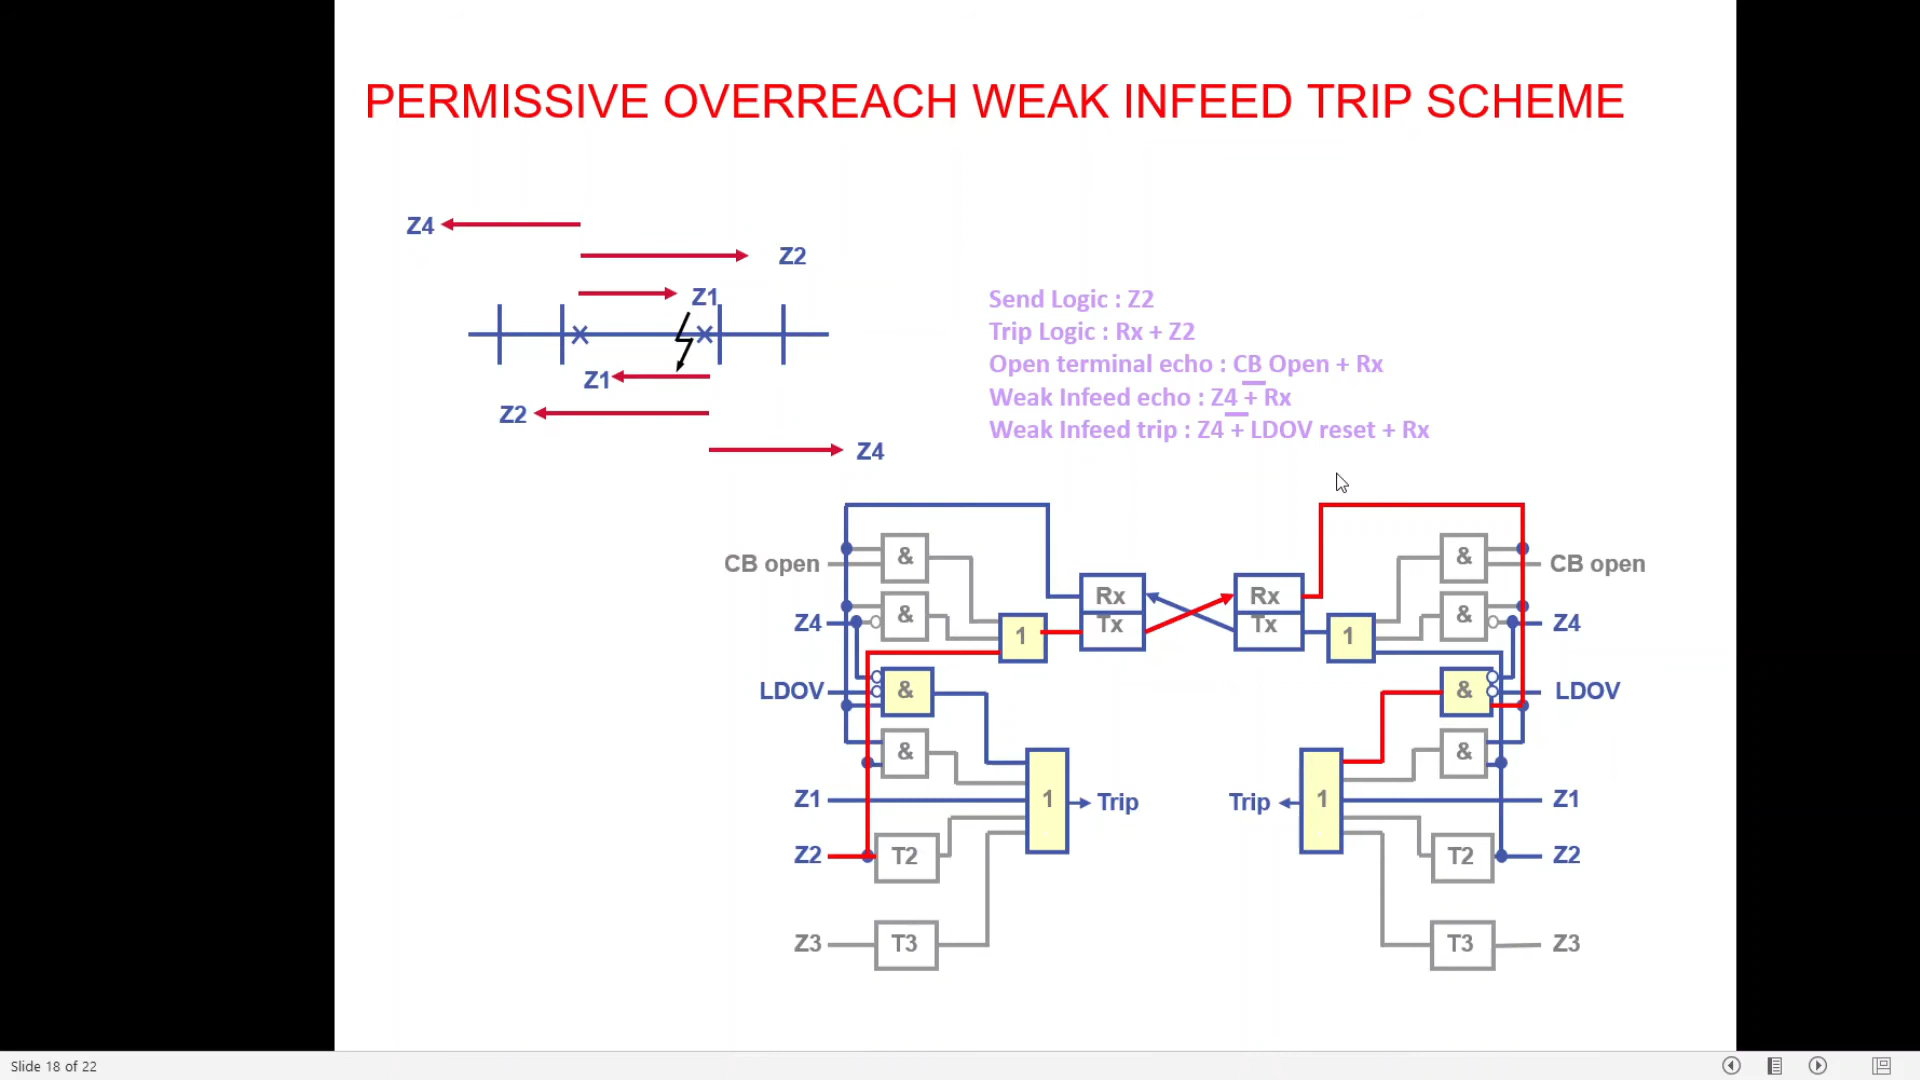 PERMISSIVE OVERREACH WEAK INFEED TRIP SCHEME
Z4
Z2
Z1
Z1
Z2
Z4
Send Logic : Z2
Trip Logic : Rx + Z2
Open terminal echo : CB Open + Rx
Weak Infeed echo : Z4 + Rx
Weak Infeed trip : Z4 + LDOV reset + Rx
CB open & Rx Rx & CB open
Z4 & 1 Tx Tx 1 & Z4
LDOV & & LDOV
& &
Z1 1 Trip Trip 1 Z1
Z2 T2 T2 Z2
Z3 T3 T3 Z3
Slide 18 of 22